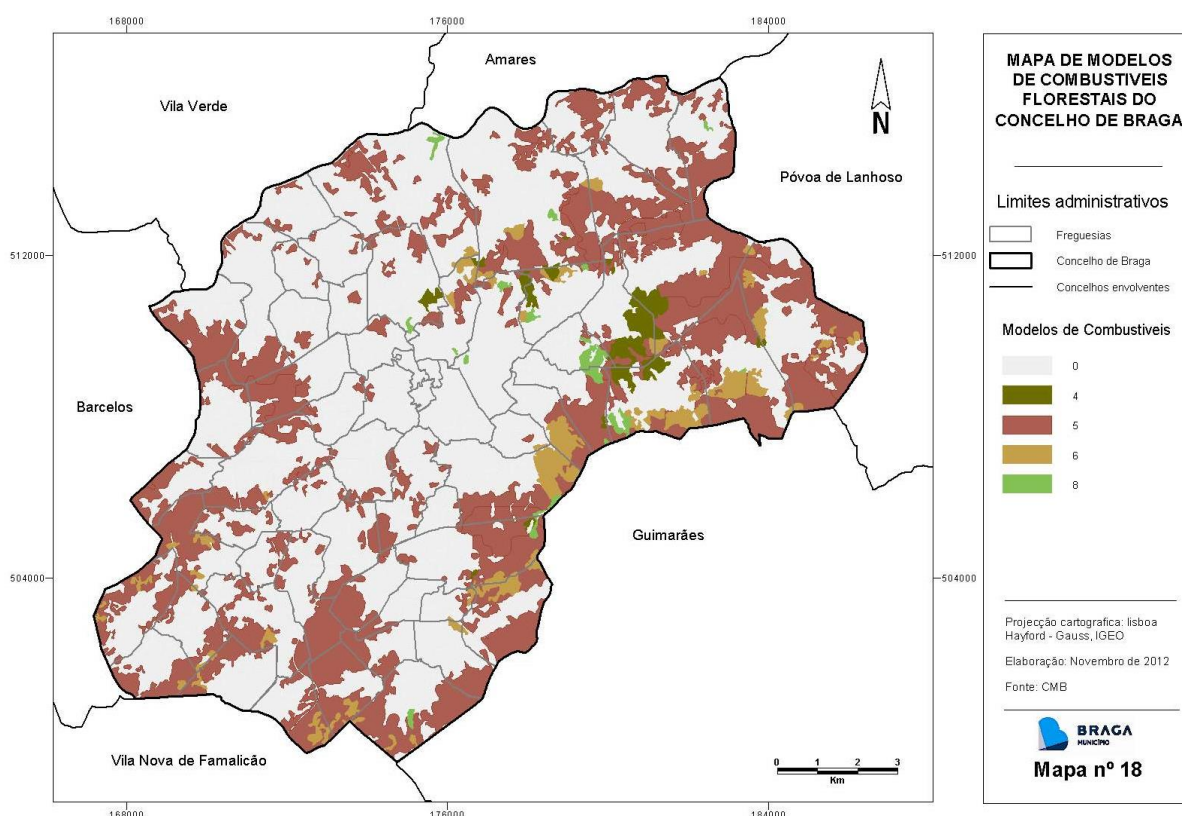 168000
176000
184000
Amares
Vila Verde
N
Póvoa de Lanhoso
512000
512000
Barcelos
Guimarães
504000
504000
Vila Nova de Famalicão
0 1 2 3
Km
168000
176000
184000
MAPA DE MODELOS
DE COMBUSTIVEIS
FLORESTAIS DO
CONCELHO DE BRAGA
Limites administrativos
Freguesias
Concelho de Braga
Concelhos envolventes
Modelos de Combustiveis
0
4
5
6
8
Projecção cartografica: lisboa
Hayford - Gauss, IGEO
Elaboração: Novembro de 2012
Fonte: CMB
BRAGA
MUNICÍPIO
Mapa nº 18